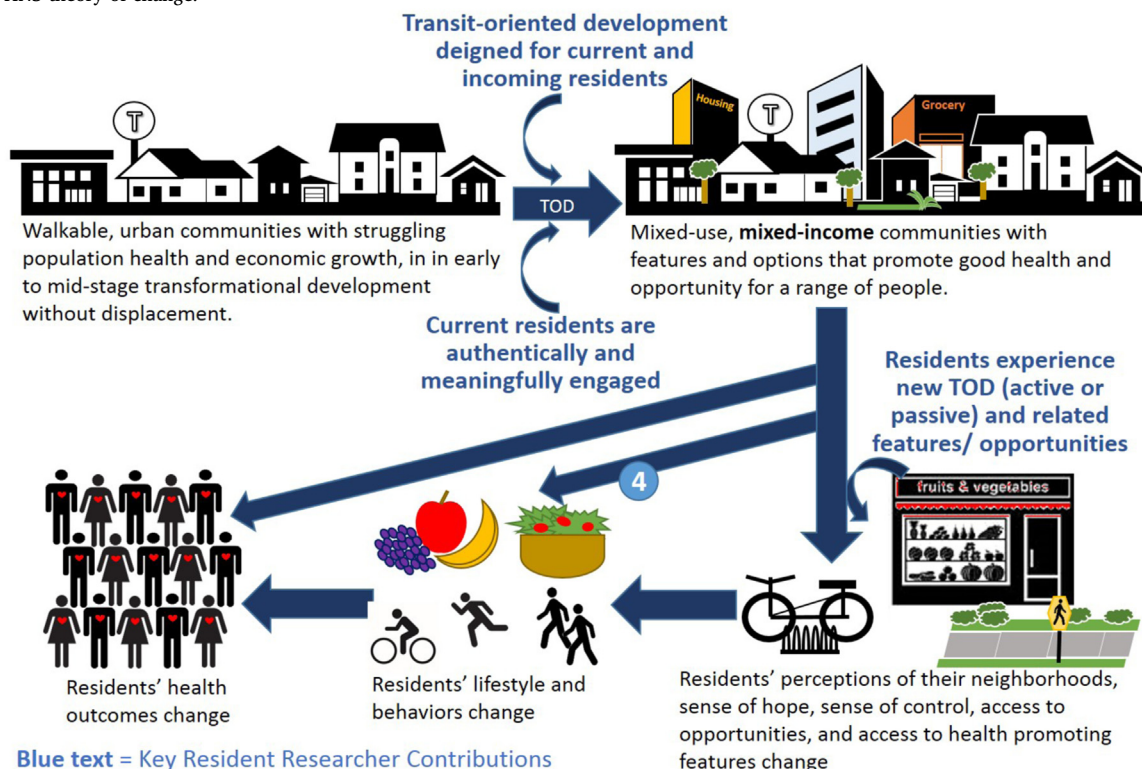 theory of change.
Transit-oriented development
deigned for current and
incoming residents
T
Housing
T
Grocery
TOD
Walkable, urban communities with struggling
population health and economic growth, in in early
to mid-stage transformational development
without displacement.
Mixed-use, mixed-income communities with
features and options that promote good health and
opportunity for a range of people.
Current residents are
authentically and
meaningfully engaged
Residents experience
new TOD (active or
passive) and related
features/ opportunities
4
fruits & vegetables
Residents’ health
outcomes change
Residents’ lifestyle and
behaviors change
Residents’ perceptions of their neighborhoods,
sense of hope, sense of control, access to
opportunities, and access to health promoting
features change
Blue text = Key Resident Researcher Contributions